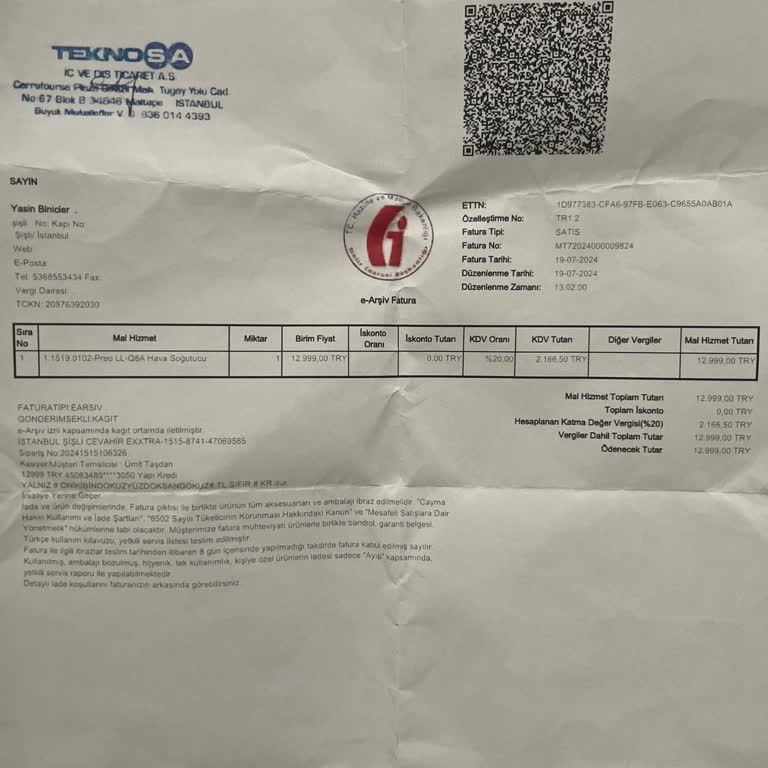 TEKNOSA
İÇ VE DIŞ TİCARET A.Ş.
Carrefoursa Plaza Mah. Tugay Yolu Cad.
No:67 Blok B 34846 Maltepe İSTANBUL
Büyük Mükellefler V. D 836 014 4393
SAYIN
Yasin Binicier .
şişli No: Kapı No:
Şişli/ İstanbul
Web:
E-Posta:
Tel: 5368553434 Fax:
Vergi Dairesi:
TCKN: 20876392030
T.C. Hazine ve Maliye Bakanlığı
Gelir İdaresi Başkanlığı
e-Arşiv Fatura
ETTN: 1D977383-CFA6-97FB-E063-C9655A0AB01A
Özelleştirme No: TR1.2
Fatura Tipi: SATIS
Fatura No: MT72024000009824
Fatura Tarihi: 19-07-2024
Düzenlenme Tarihi: 19-07-2024
Düzenlenme Zamanı: 13:02:00
Sıra No Mal Hizmet Miktar Birim Fiyat İskonto Oranı İskonto Tutarı KDV Oranı KDV Tutarı Diğer Vergiler Mal Hizmet Tutarı
1 1.1519.0102-Preo LL-Q8A Hava Soğutucu 1 12.999,00 TRY 0,00 TRY %20,00 2.166,50 TRY 12.999,00 TRY
Mal Hizmet Toplam Tutarı 12.999,00 TRY
Toplam İskonto 0,00 TRY
Hesaplanan Katma Değer Vergisi(%20) 2.166,50 TRY
Vergiler Dahil Toplam Tutar 12.999,00 TRY
Ödenecek Tutar 12.999,00 TRY
FATURATIPI:EARSIV
GONDERIMSEKLI:KAGIT
e-Arşiv izni kapsamında kağıt ortamda iletilmiştir.
İSTANBUL ŞİŞLİ CEVAHİR EXXTRA-1515-8741-47089585
Sipariş No:20241515106326
Kasiyer/Müşteri Temsilcisi : Ümit Taşdan
12999 TRY 45063480****3050 Yapı Kredi
YALNIZ # ONİKİBİNDOKUZYÜZDOKSANDOKUZ# TL SIFIR # KR dur.
İrsaliye Yerine Geçer.
İade ve ürün değişimlerinde, Fatura çıktısı ile birlikte ürünün tüm aksesuarları ve ambalajı ibraz edilmelidir. "Cayma
Hakkı Kullanımı ve İade Şartları", "6502 Sayılı Tüketicinin Korunması Hakkındaki Kanun" ve "Mesafeli Satışlara Dair
Yönetmelik" hükümlerine tabi olacaktır. Müşterimize fatura muhteviyatı ürünlerle birlikte bandrol, garanti belgesi,
Türkçe kullanım kılavuzu, yetkili servis listesi teslim edilmiştir.
Fatura ile ilgili itirazlar teslim tarihinden itibaren 8 gün içerisinde yapılmadığı takdirde fatura kabul edilmiş sayılır.
Kullanılmış, ambalajı bozulmuş, hijyenik, tek kullanımlık, kişiye özel ürünlerin iadesi sadece "Ayıp" kapsamında,
yetkili servis raporu ile yapılabilmektedir.
Detaylı iade koşullarını faturanızın arkasında görebilirsiniz.